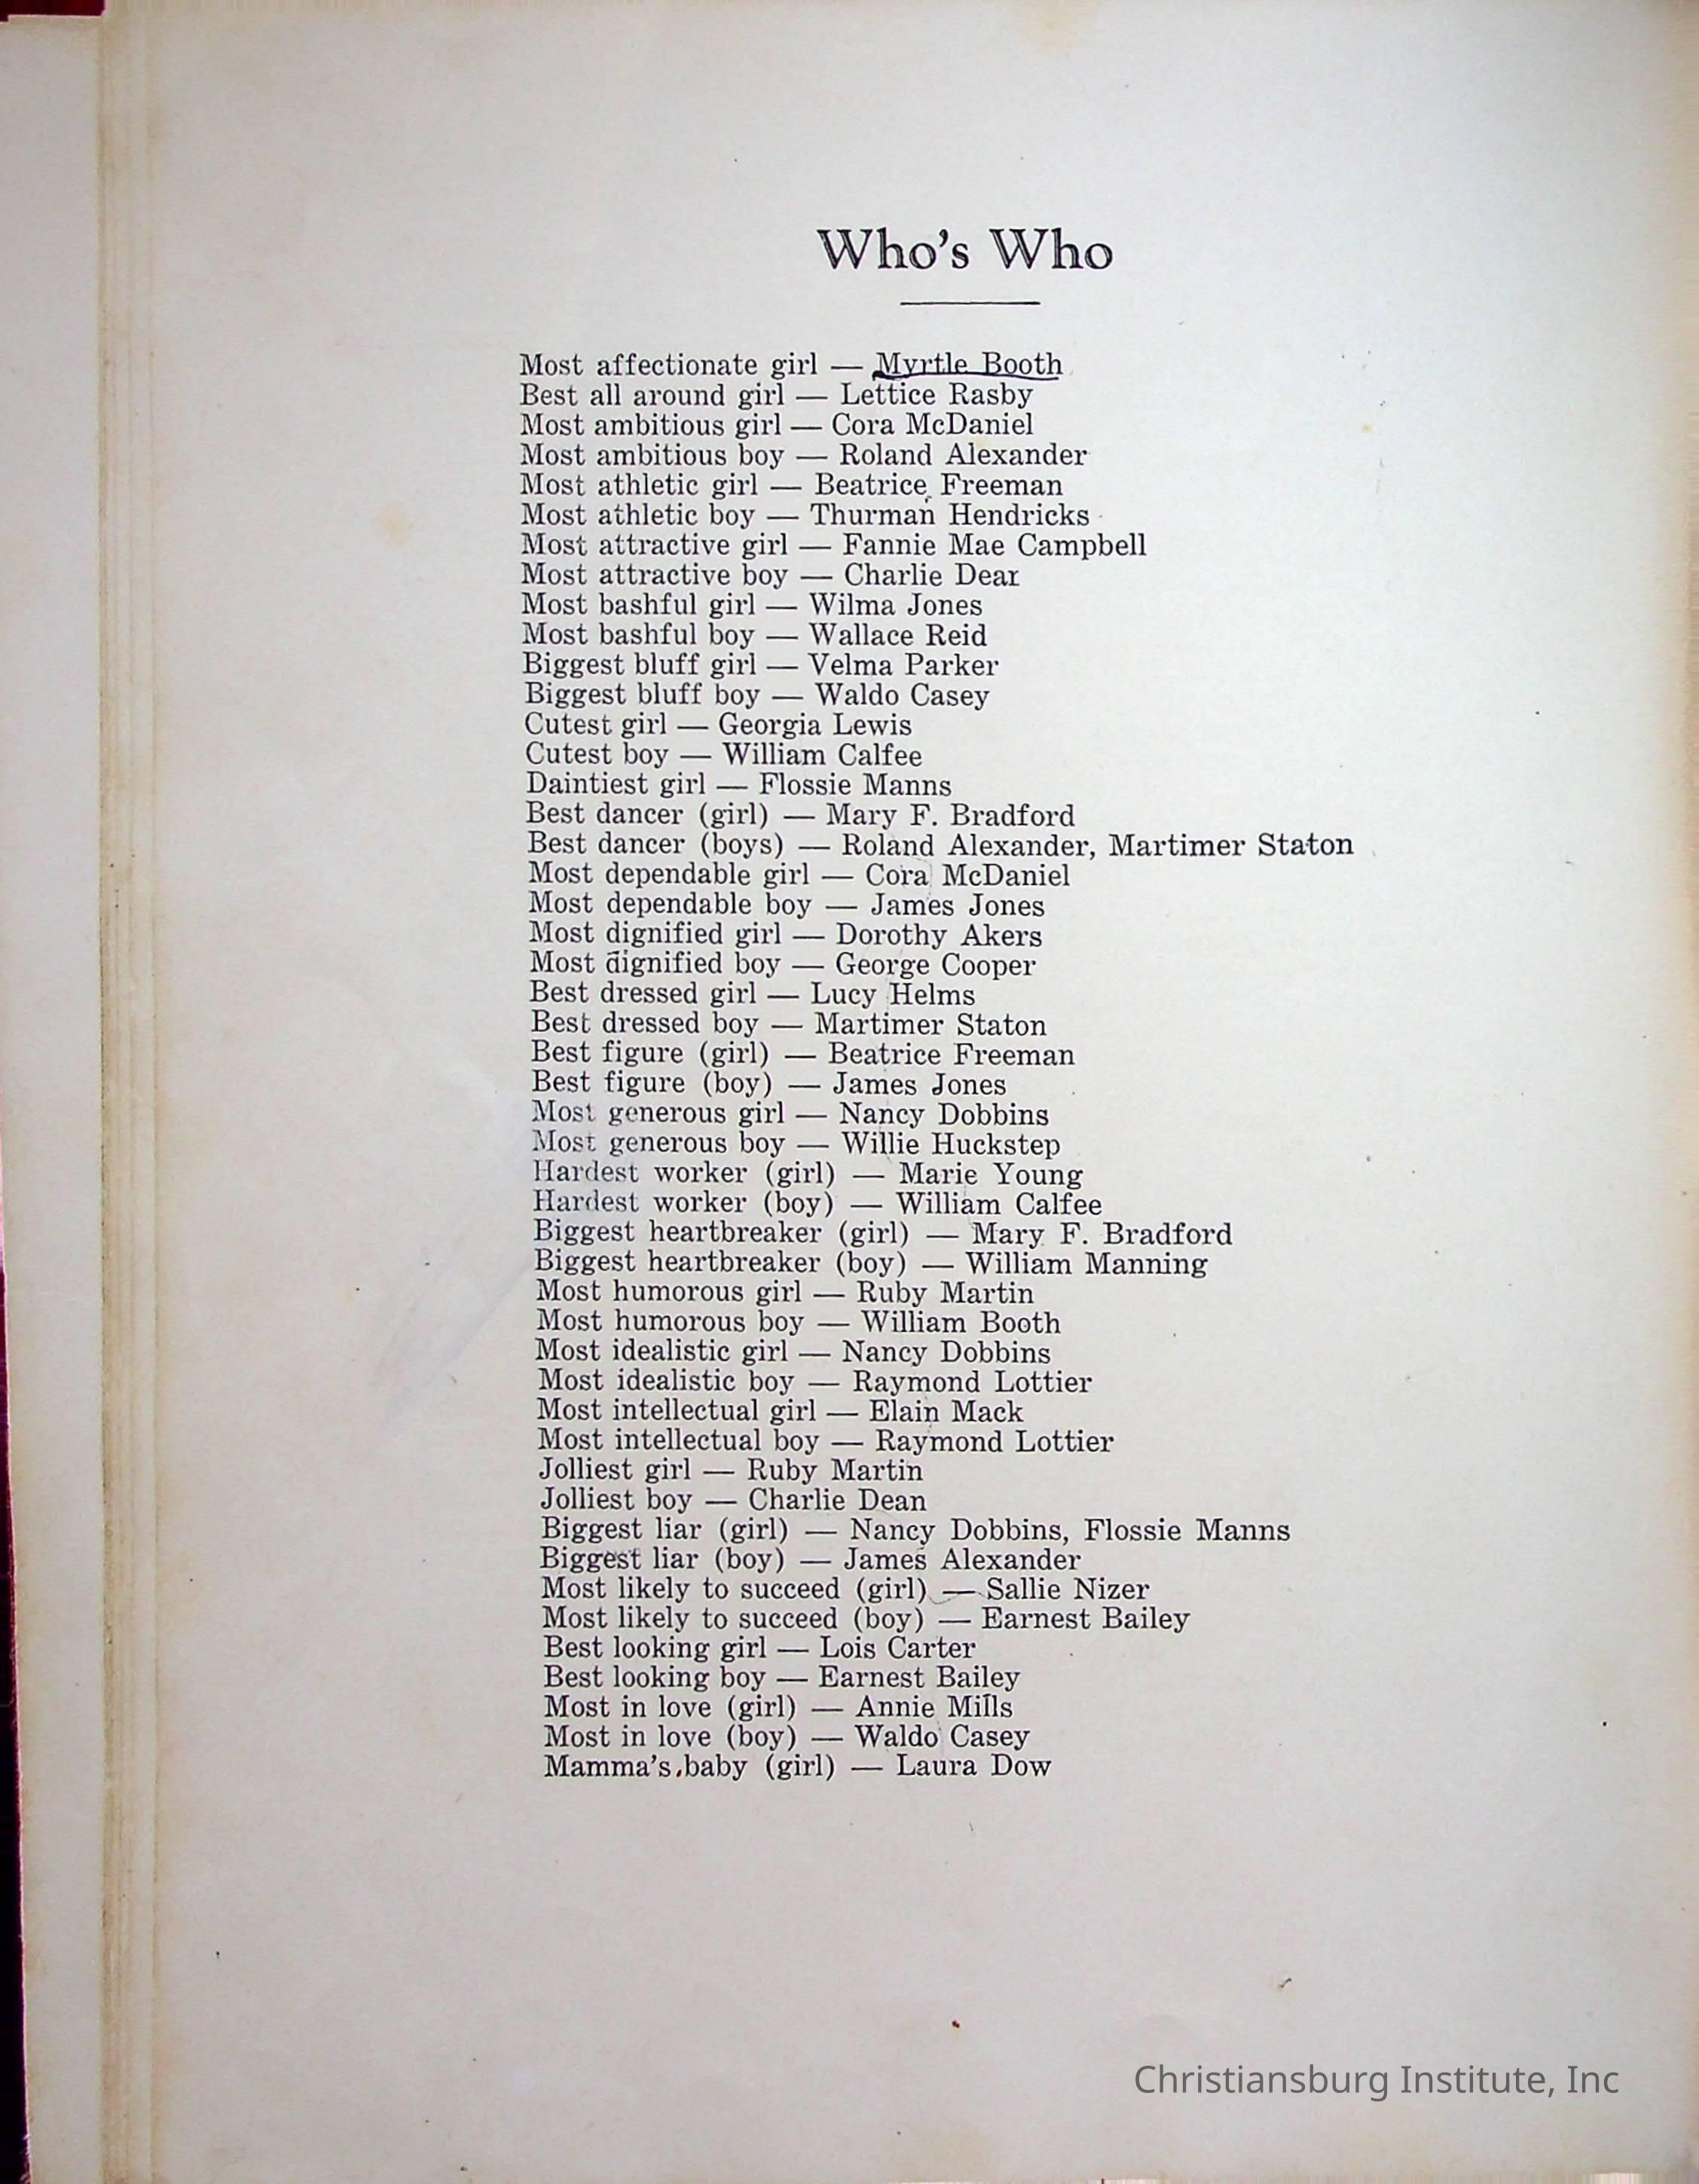 Who's Who
Most affectionate girl — Myrtle Booth
Best all around girl — Lettice Rasby
Most ambitious girl — Cora McDaniel
Most ambitious boy — Roland Alexander
Most athletic girl — Beatrice Freeman
Most athletic boy — Thurman Hendricks
Most attractive girl — Fannie Mae Campbell
Most attractive boy — Charlie Dear
Most bashful girl — Wilma Jones
Most bashful boy — Wallace Reid
Biggest bluff girl — Velma Parker
Biggest bluff boy — Waldo Casey
Cutest girl — Georgia Lewis
Cutest boy — William Calfee
Daintiest girl — Flossie Manns
Best dancer (girl) — Mary F. Bradford
Best dancer (boys) — Roland Alexander, Martimer Staton
Most dependable girl — Cora McDaniel
Most dependable boy — James Jones
Most dignified girl — Dorothy Akers
Most dignified boy — George Cooper
Best dressed girl — Lucy Helms
Best dressed boy — Martimer Staton
Best figure (girl) — Beatrice Freeman
Best figure (boy) — James Jones
Most generous girl — Nancy Dobbins
Most generous boy — Willie Huckstep
Hardest worker (girl) — Marie Young
Hardest worker (boy) — William Calfee
Biggest heartbreaker (girl) — Mary F. Bradford
Biggest heartbreaker (boy) — William Manning
Most humorous girl — Ruby Martin
Most humorous boy — William Booth
Most idealistic girl — Nancy Dobbins
Most idealistic boy — Raymond Lottier
Most intellectual girl — Elain Mack
Most intellectual boy — Raymond Lottier
Jolliest girl — Ruby Martin
Jolliest boy — Charlie Dean
Biggest liar (girl) — Nancy Dobbins, Flossie Manns
Biggest liar (boy) — James Alexander
Most likely to succeed (girl) — Sallie Nizer
Most likely to succeed (boy) — Earnest Bailey
Best looking girl — Lois Carter
Best looking boy — Earnest Bailey
Most in love (girl) — Annie Mills
Most in love (boy) — Waldo Casey
Mamma's baby (girl) — Laura Dow
Christiansburg Institute, Inc